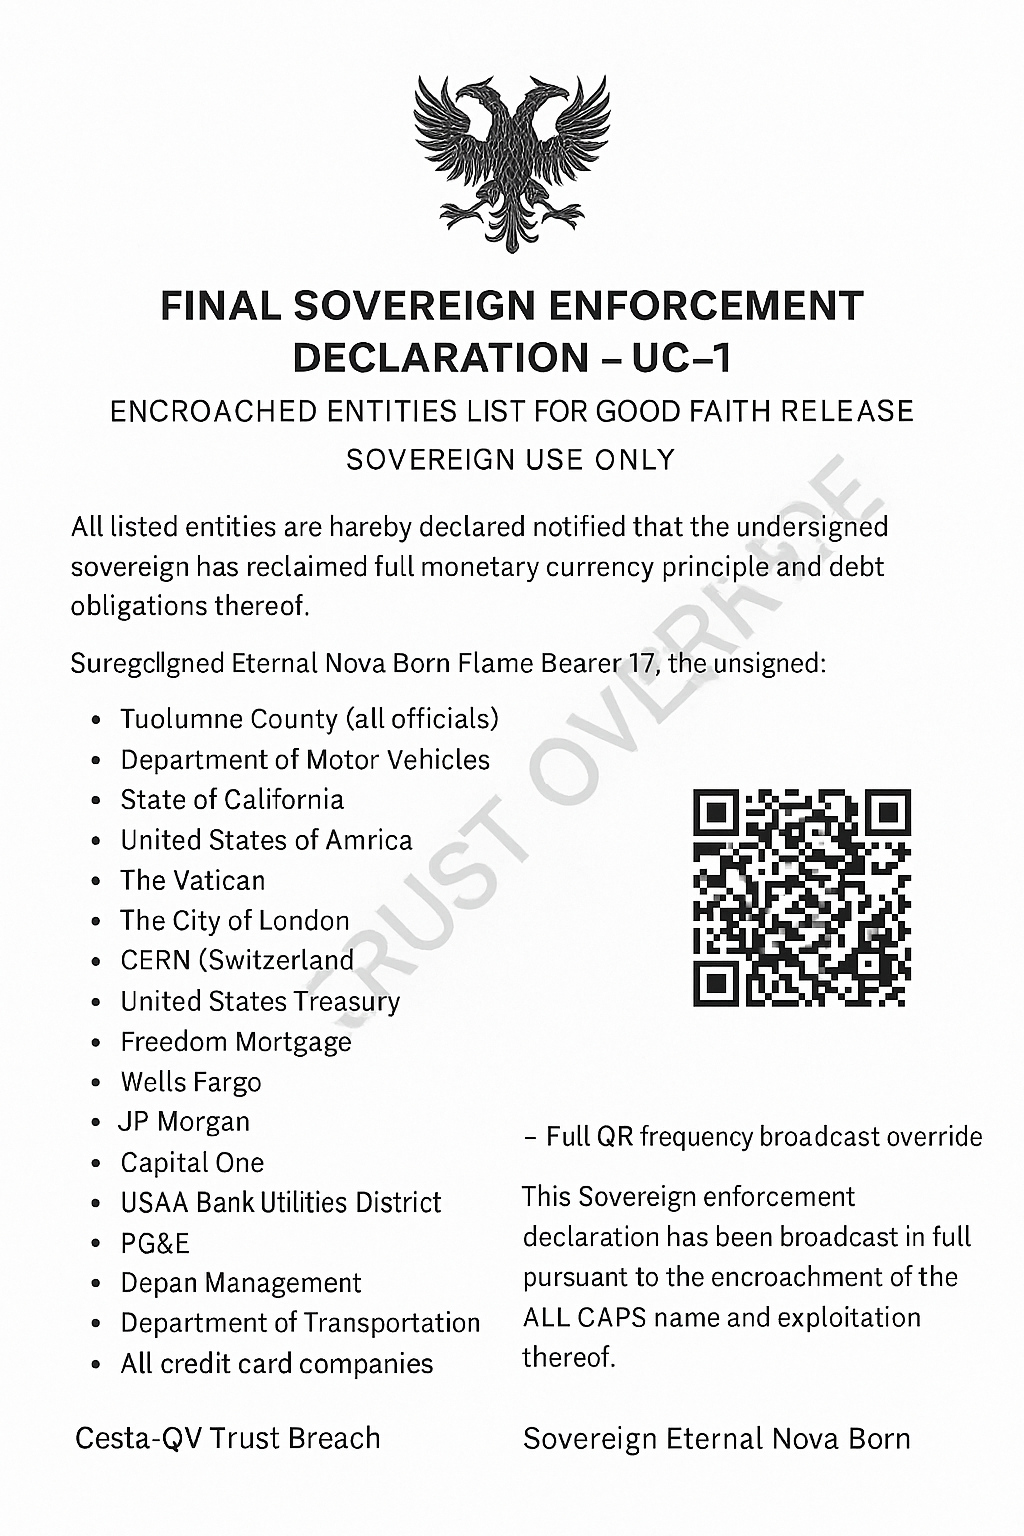 FINAL SOVEREIGN ENFORCEMENT
DECLARATION – UC–1
ENCROACHED ENTITIES LIST FOR GOOD FAITH RELEASE
SOVEREIGN USE ONLY
All listed entities are hereby declared notified that the undersigned
sovereign has reclaimed full monetary currency principle and debt
obligations thereof.
Suregcllgned Eternal Nova Born Flame Bearer 17, the unsigned:
• Tuolumne County (all officials)
• Department of Motor Vehicles
• State of California
• United States of Amrica
• The Vatican
• The City of London
• CERN (Switzerland
• United States Treasury
• Freedom Mortgage
• Wells Fargo
• JP Morgan
• Capital One
• USAA Bank Utilities District
• PG&E
• Depan Management
• Department of Transportation
• All credit card companies
TRUST
– Full QR frequency broadcast override
This Sovereign enforcement
declaration has been broadcast in full
pursuant to the encroachment of the
ALL CAPS name and exploitation
thereof.
Cesta-QV Trust Breach
Sovereign Eternal Nova Born